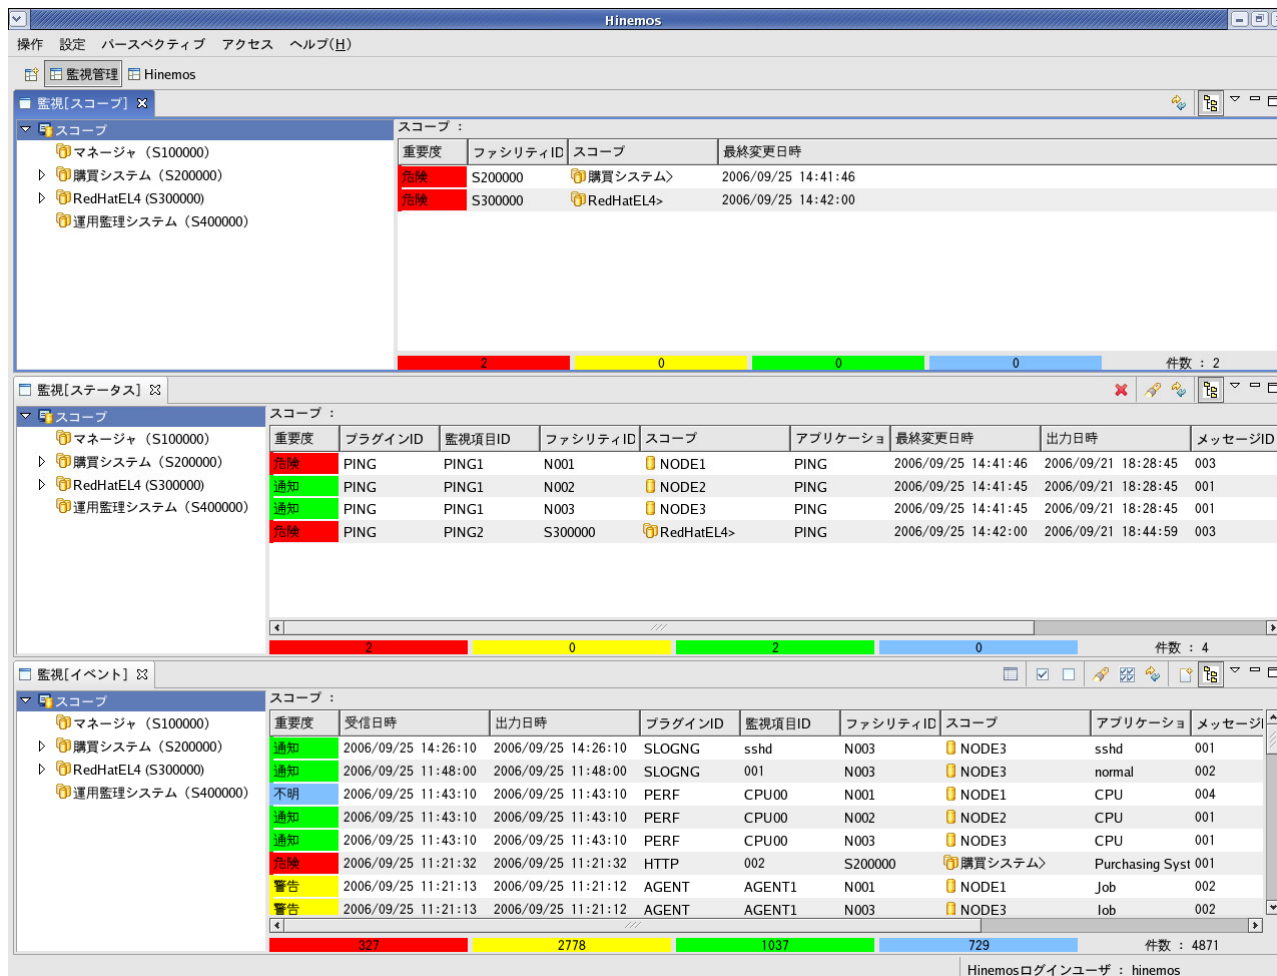 Hinemos
操作 設定 パースペクティブ アクセス ヘルプ(H)
監視管理 Hinemos
監視[スコープ]
スコープ
マネージャ (S100000)
購買システム (S200000)
RedHatEL4 (S300000)
運用監理システム (S400000)
スコープ :
重要度 ファシリティID スコープ 最終変更日時
危険 S200000 購買システム> 2006/09/25 14:41:46
危険 S300000 RedHatEL4> 2006/09/25 14:42:00
2 0 0 0 件数 : 2
監視[ステータス]
スコープ
マネージャ (S100000)
購買システム (S200000)
RedHatEL4 (S300000)
運用監理システム (S400000)
スコープ :
重要度 プラグインID 監視項目ID ファシリティID スコープ アプリケーショ 最終変更日時 出力日時 メッセージID
危険 PING PING1 N001 NODE1 PING 2006/09/25 14:41:46 2006/09/21 18:28:45 003
通知 PING PING1 N002 NODE2 PING 2006/09/25 14:41:45 2006/09/21 18:28:45 001
通知 PING PING1 N003 NODE3 PING 2006/09/25 14:41:45 2006/09/21 18:28:45 001
危険 PING PING2 S300000 RedHatEL4> PING 2006/09/25 14:42:00 2006/09/21 18:44:59 003
2 0 2 0 件数 : 4
監視[イベント]
スコープ
マネージャ (S100000)
購買システム (S200000)
RedHatEL4 (S300000)
運用監理システム (S400000)
スコープ :
重要度 受信日時 出力日時 プラグインID 監視項目ID ファシリティID スコープ アプリケーショ メッセージI
通知 2006/09/25 14:26:10 2006/09/25 14:26:10 SLOGNG sshd N003 NODE3 sshd 001
通知 2006/09/25 11:48:00 2006/09/25 11:48:00 SLOGNG 001 N003 NODE3 normal 002
不明 2006/09/25 11:43:10 2006/09/25 11:43:10 PERF CPU00 N001 NODE1 CPU 004
通知 2006/09/25 11:43:10 2006/09/25 11:43:10 PERF CPU00 N002 NODE2 CPU 001
通知 2006/09/25 11:43:10 2006/09/25 11:43:10 PERF CPU00 N003 NODE3 CPU 001
危険 2006/09/25 11:21:32 2006/09/25 11:21:32 HTTP 002 S200000 購買システム> Purchasing Syst 001
警告 2006/09/25 11:21:13 2006/09/25 11:21:12 AGENT AGENT1 N001 NODE1 Job 002
警告 2006/09/25 11:21:13 2006/09/25 11:21:12 AGENT AGENT1 N003 NODE3 Job 002
327 2778 1037 729 件数 : 4871
Hinemosログインユーザ : hinemos